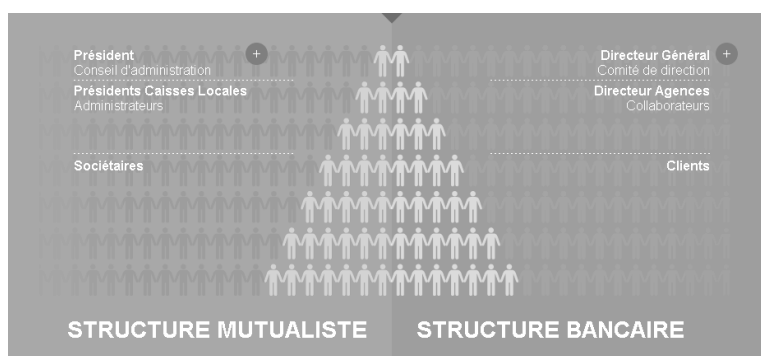 Président
Conseil d'administration
Présidents Caisses Locales
Administrateurs
Sociétaires
Directeur Général
Comité de direction
Directeur Agences
Collaborateurs
Clients
STRUCTURE MUTUALISTE
STRUCTURE BANCAIRE